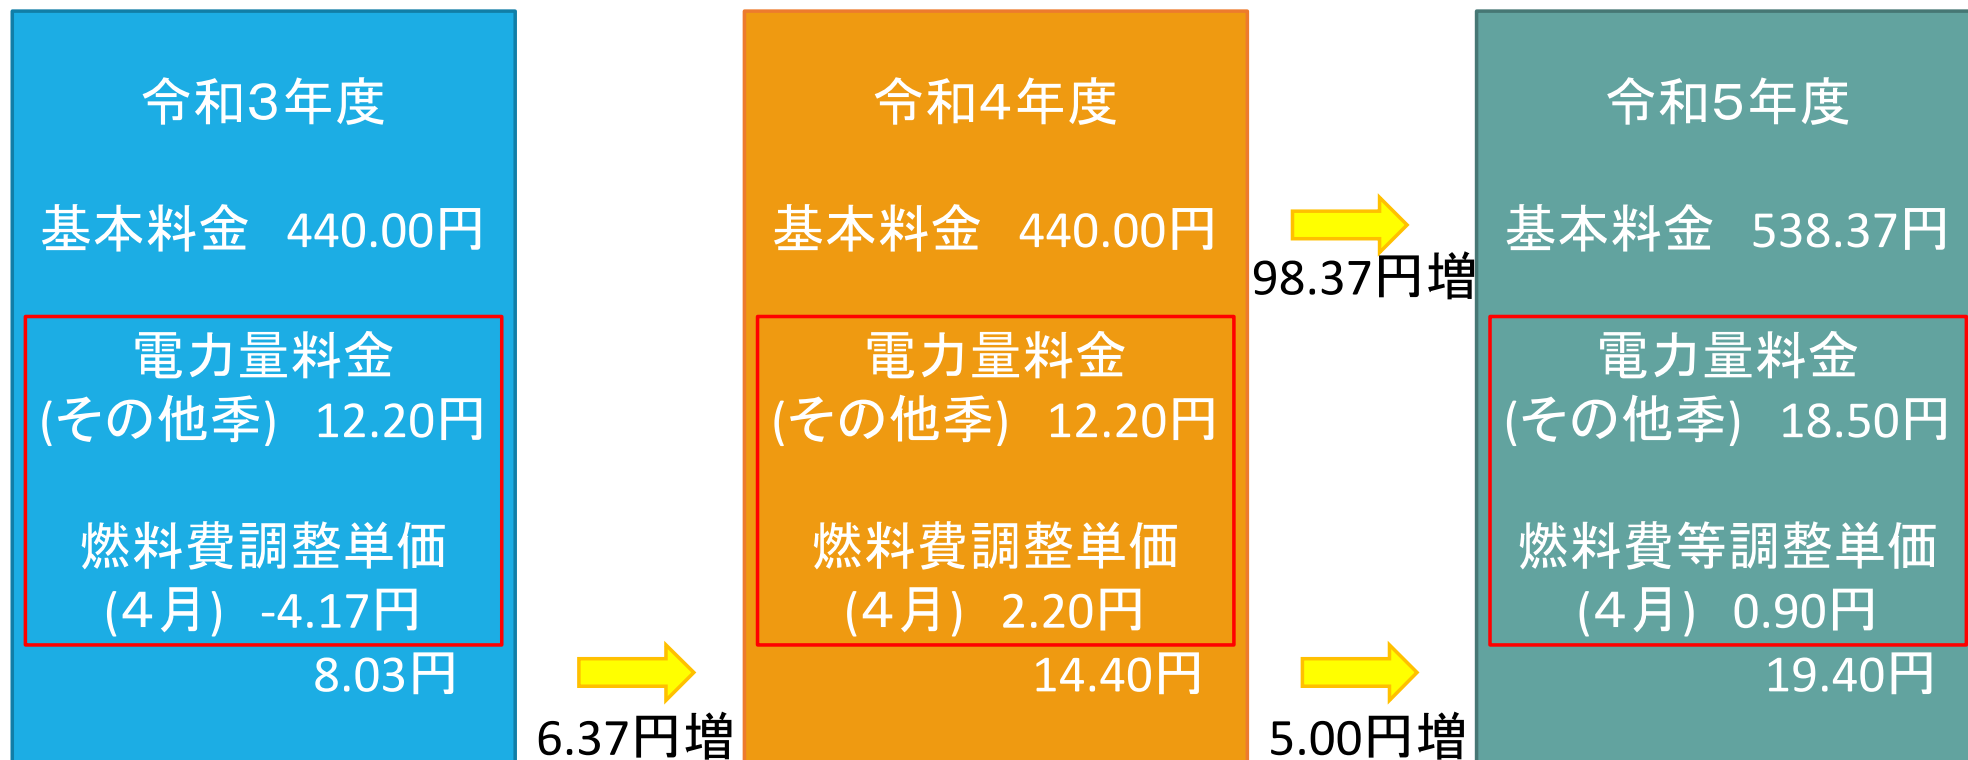 令和３年度
基本料金 440.00円
電力量料金
(その他季) 12.20円
燃料費調整単価
(４月) -4.17円
8.03円
6.37円増
令和４年度
基本料金 440.00円
電力量料金
(その他季) 12.20円
燃料費調整単価
(４月) 2.20円
14.40円
98.37円増
5.00円増
令和５年度
基本料金 538.37円
電力量料金
(その他季) 18.50円
燃料費等調整単価
(４月) 0.90円
19.40円